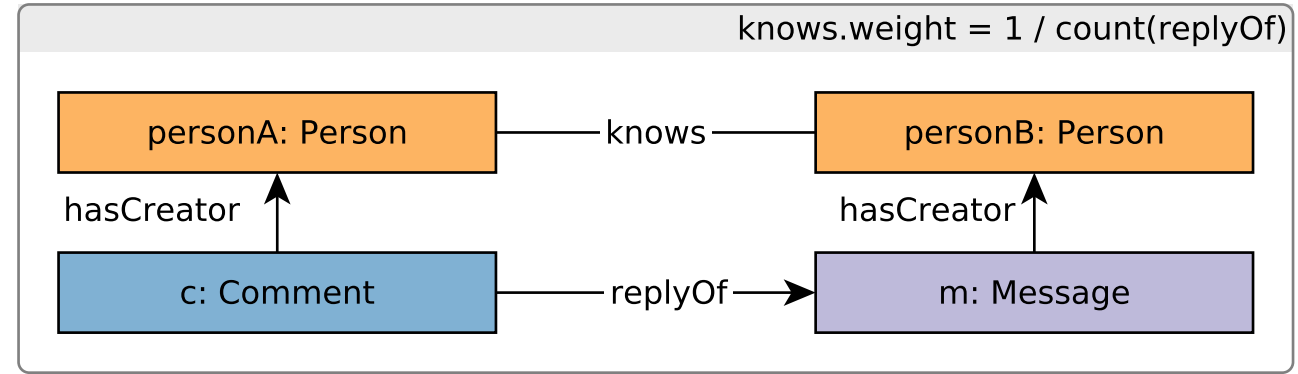 knows.weight = 1 / count(replyOf)
personA: Person
knows
personB: Person
hasCreator
hasCreator
c: Comment
replyOf
m: Message